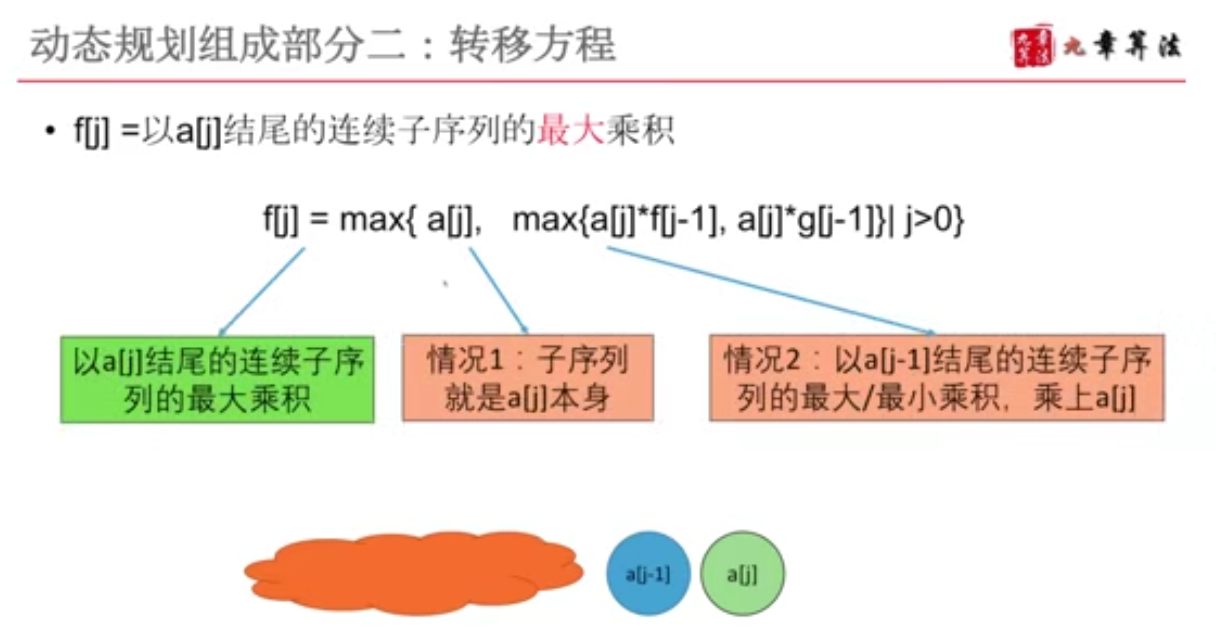 动态规划组成部分二：转移方程
九章算法
九章算法
• f[j] =以a[j]结尾的连续子序列的最大乘积
f[j] = max{ a[j], max{a[j]*f[j-1], a[j]*g[j-1]}| j>0}
以a[j]结尾的连续子序
列的最大乘积
情况1：子序列
就是a[j]本身
情况2：以a[j-1]结尾的连续子序
列的最大/最小乘积，乘上a[j]
a[j-1]
a[j]